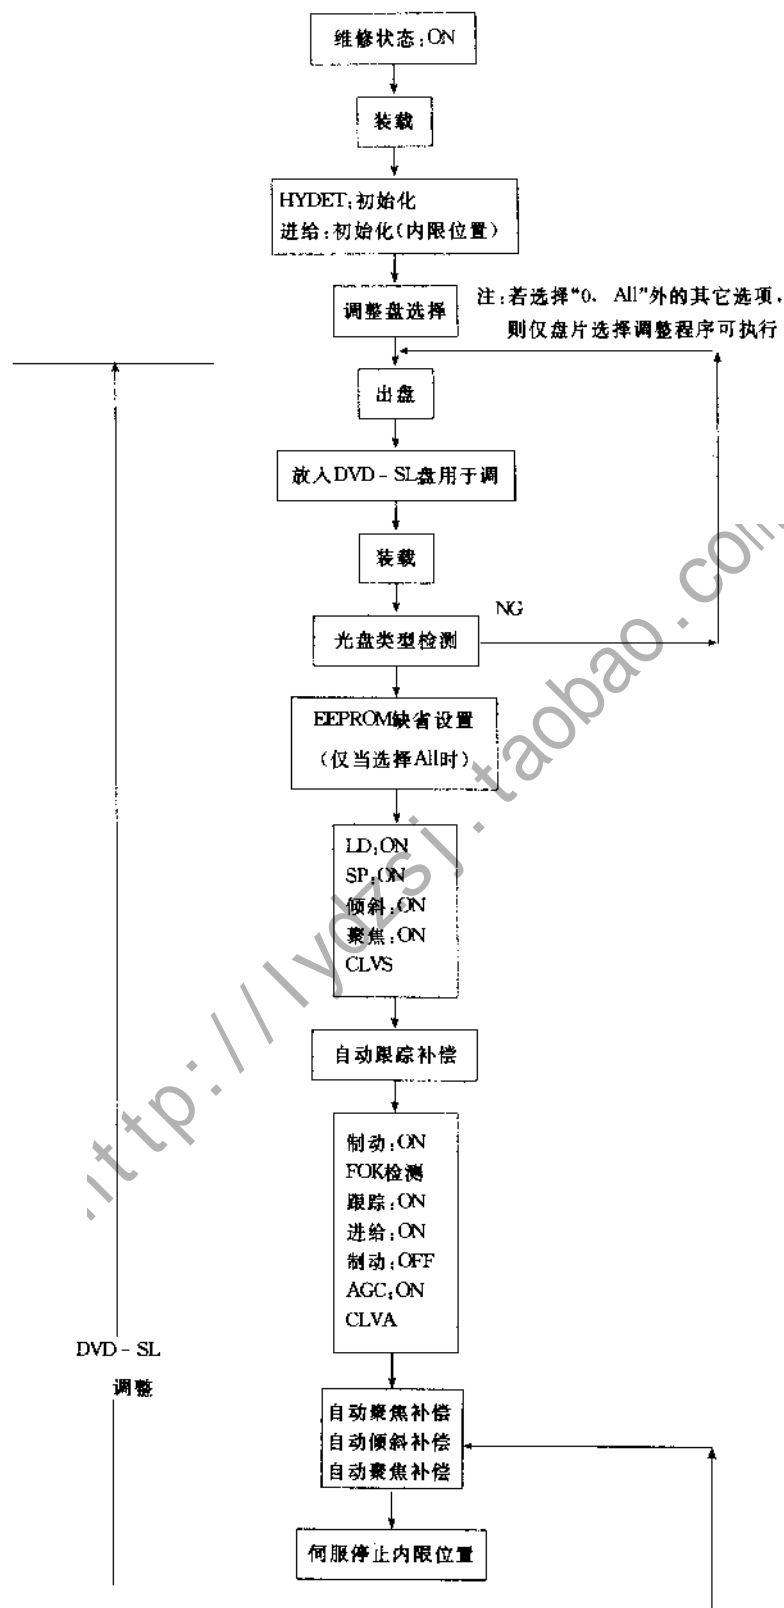 维修状态:ON
装载
HYDET:初始化
进给:初始化(内限位置)
调整盘选择
注:若选择“0、All”外的其它选项,
则仅盘片选择调整程序可执行
出盘
放入DVD-SL盘用于调
装载
光盘类型检测
NG
EEPROM缺省设置
(仅当选择All时)
LD:ON
SP:ON
倾斜:ON
聚焦:ON
CLVS
自动跟踪补偿
制动:ON
FOK检测
跟踪:ON
进给:ON
制动:OFF
AGC:ON
CLVA
DVD-SL
调整
自动聚焦补偿
自动倾斜补偿
自动聚焦补偿
伺服停止内限位置
http://lydzsj.taobao.com